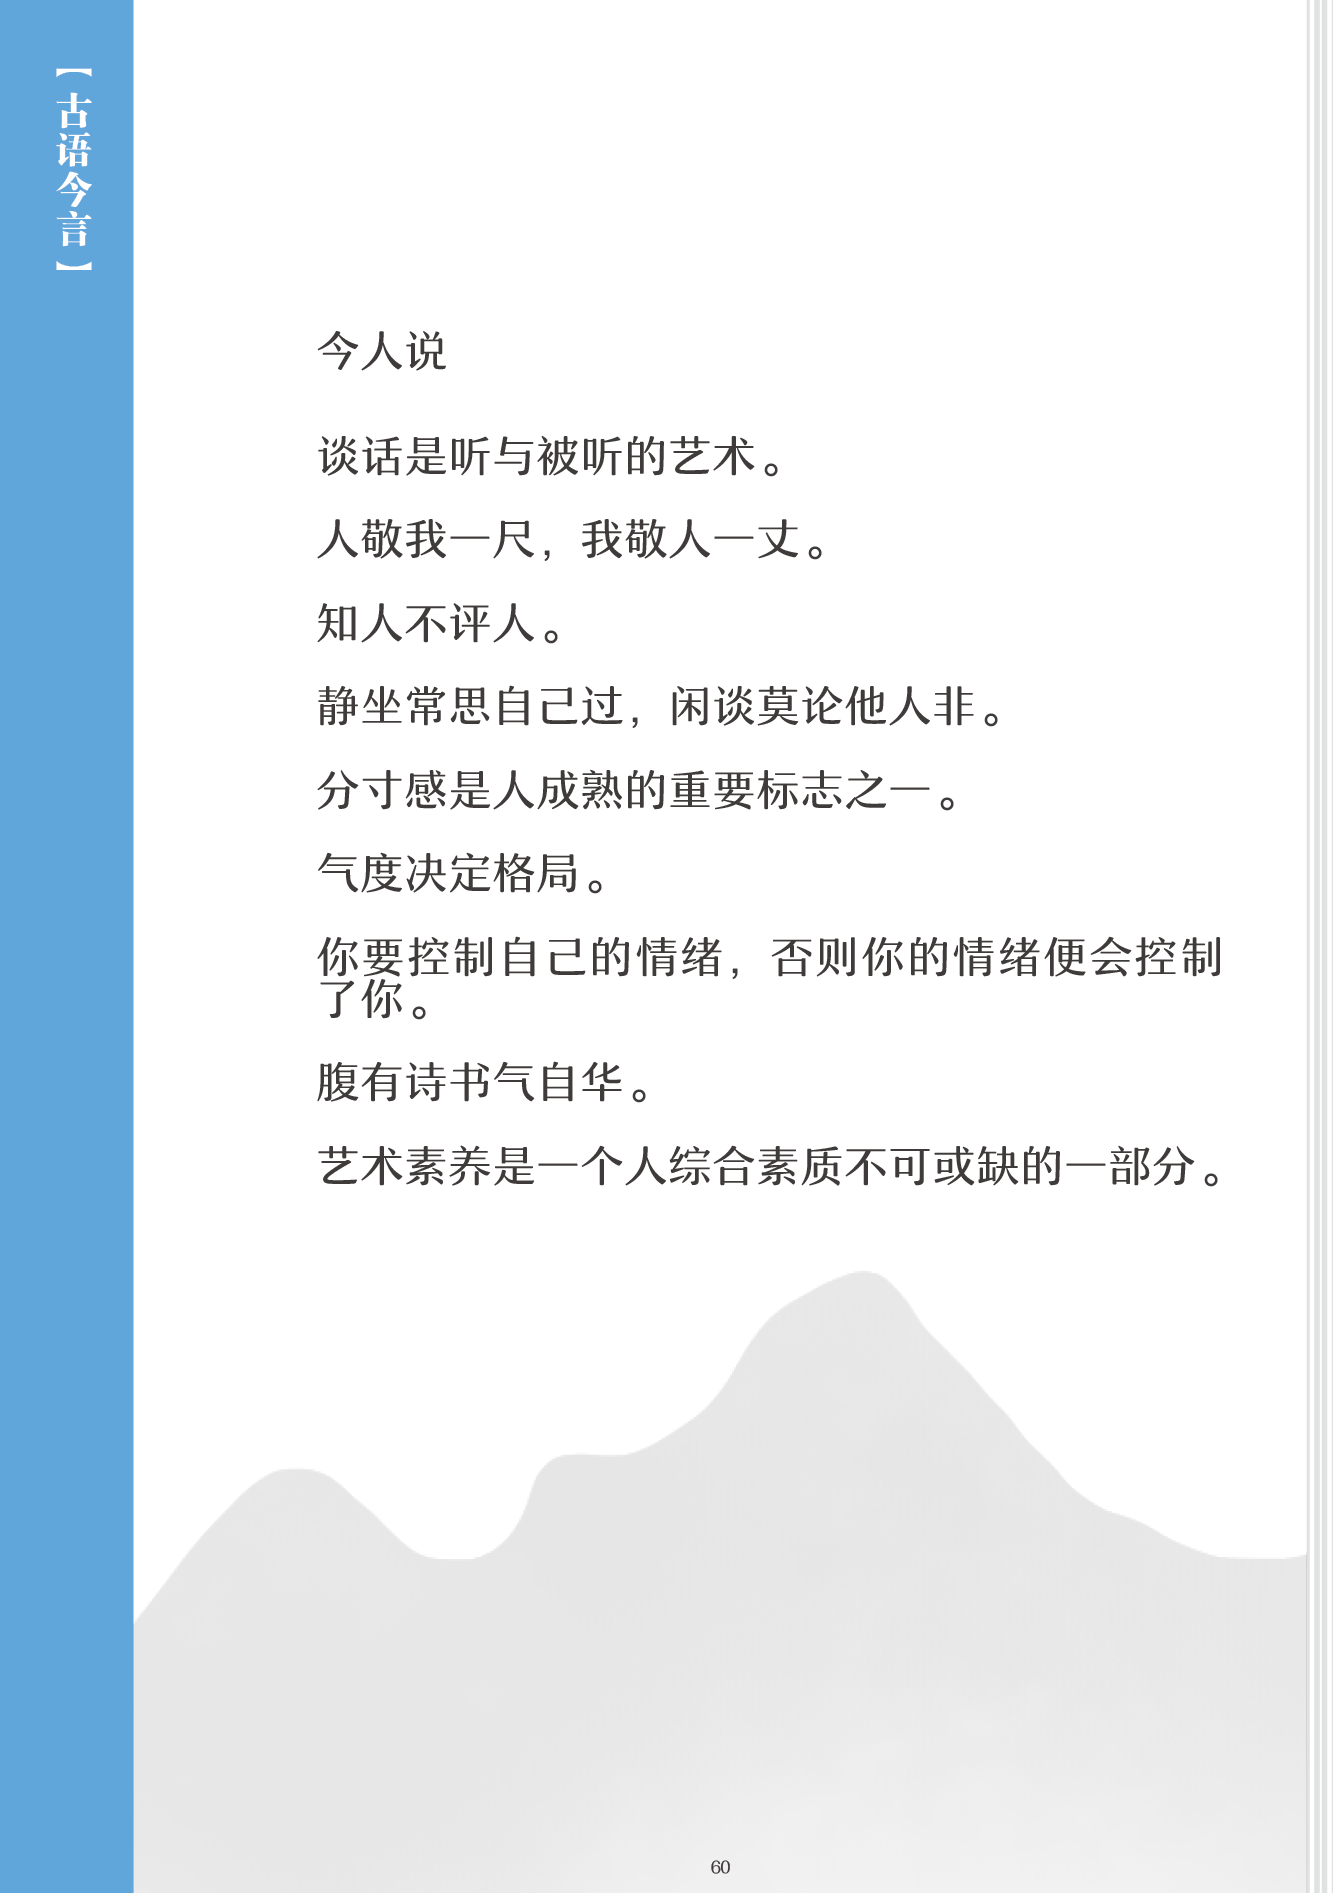 【古语今言】
今人说
谈话是听与被听的艺术。
人敬我一尺，我敬人一丈。
知人不评人。
静坐常思自己过，闲谈莫论他人非。
分寸感是人成熟的重要标志之一。
气度决定格局。
你要控制自己的情绪，否则你的情绪便会控制
了你。
腹有诗书气自华。
艺术素养是一个人综合素质不可或缺的一部分。
60